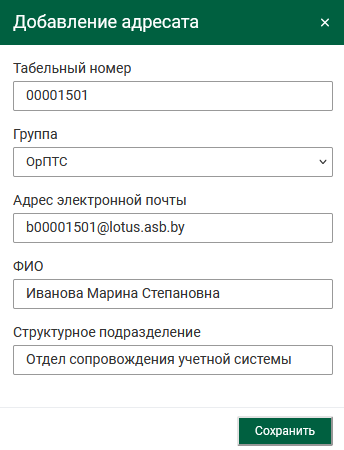 Добавление адресата
×
Табельный номер
00001501
Группа
ОрПТС
Адрес электронной почты
b00001501@lotus.asb.by
ФИО
Иванова Марина Степановна
Структурное подразделение
Отдел сопровождения учетной системы
Сохранить